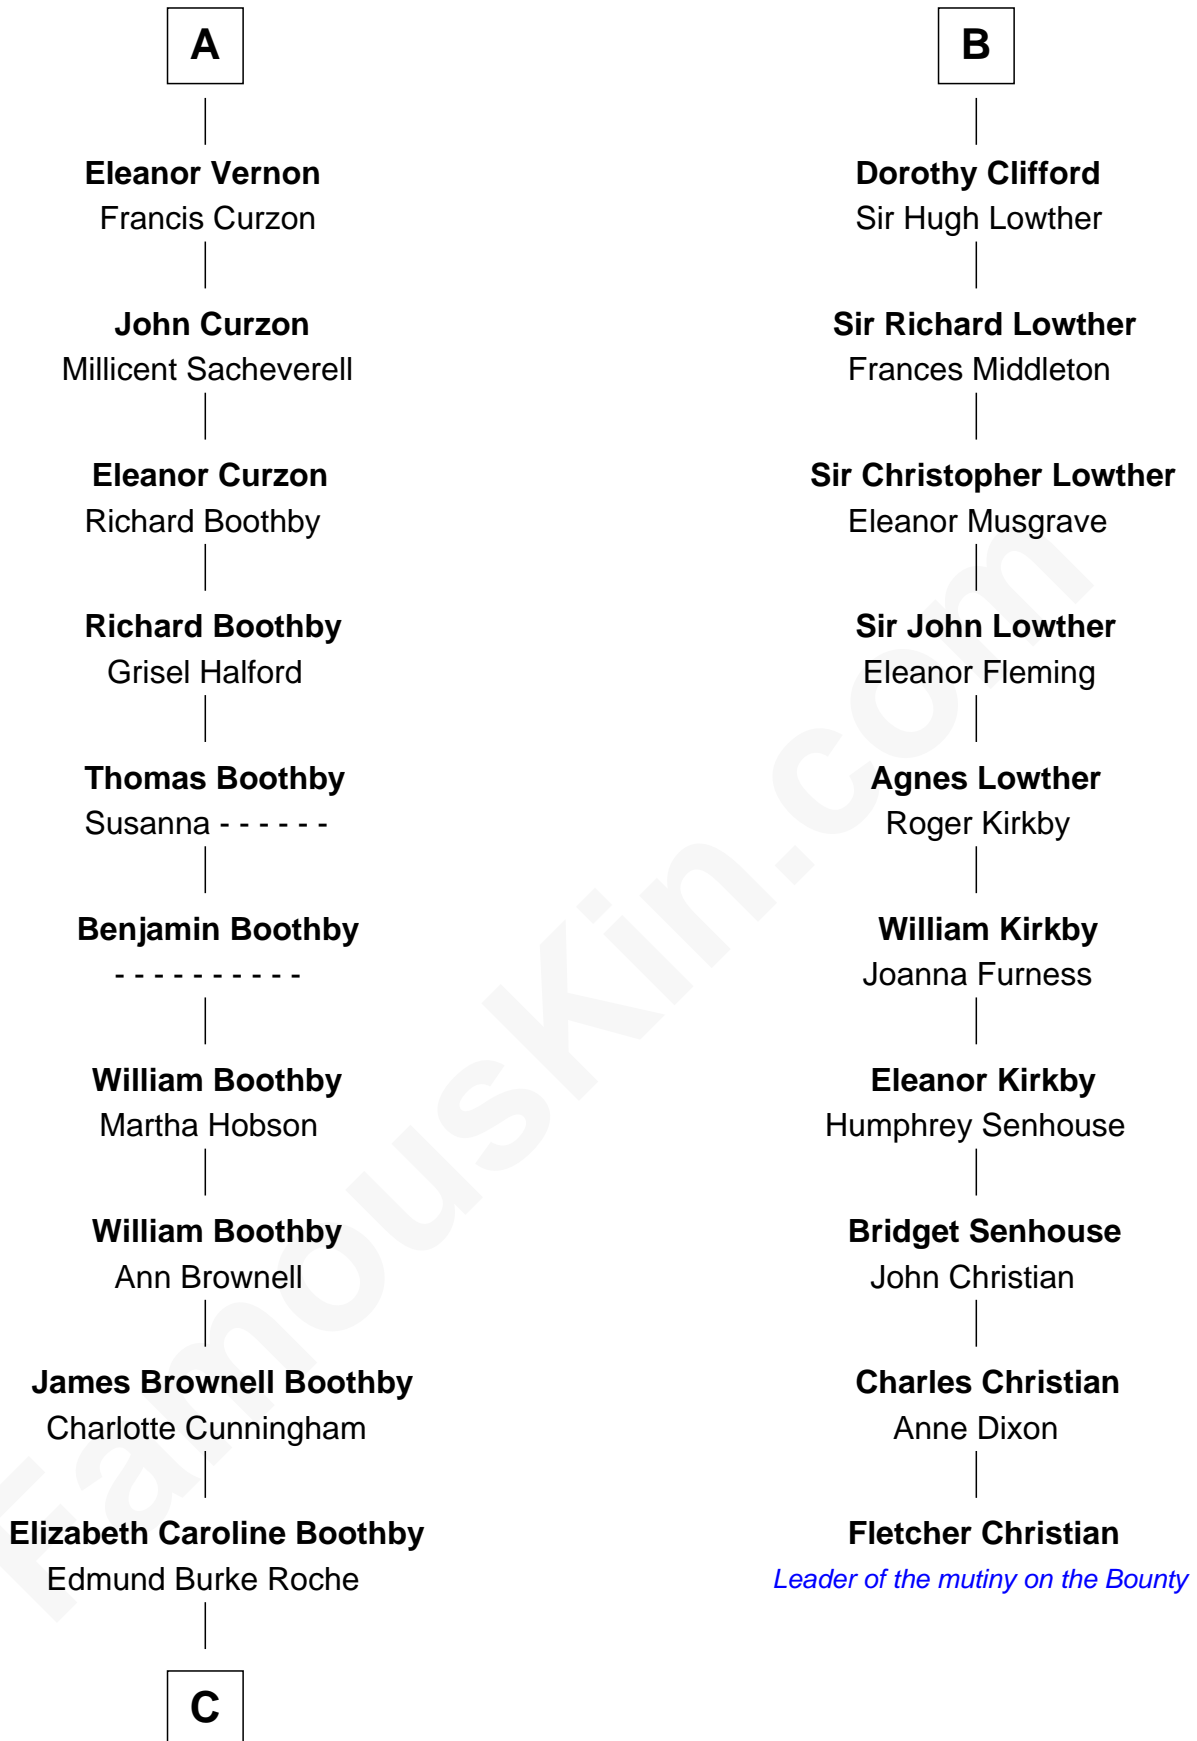 A
Eleanor Vernon
Francis Curzon
John Curzon
Millicent Sacheverell
Eleanor Curzon
Richard Boothby
Richard Boothby
Grisel Halford
Thomas Boothby
Susanna - - - - - -
Benjamin Boothby
- - - - - - - - - -
William Boothby
Martha Hobson
William Boothby
Ann Brownell
James Brownell Boothby
Charlotte Cunningham
Elizabeth Caroline Boothby
Edmund Burke Roche
C
B
Dorothy Clifford
Sir Hugh Lowther
Sir Richard Lowther
Frances Middleton
Sir Christopher Lowther
Eleanor Musgrave
Sir John Lowther
Eleanor Fleming
Agnes Lowther
Roger Kirkby
William Kirkby
Joanna Furness
Eleanor Kirkby
Humphrey Senhouse
Bridget Senhouse
John Christian
Charles Christian
Anne Dixon
Fletcher Christian
Leader of the mutiny on the Bounty
FamousKin.com